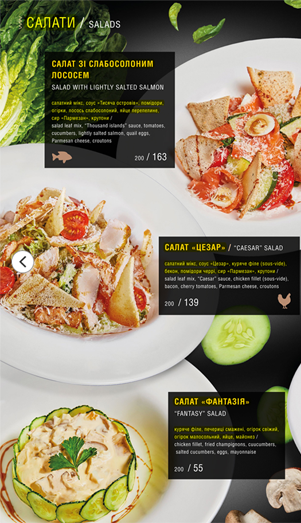 САЛАТИ / SALADS
САЛАТ ЗІ СЛАБОСОЛОНИМ
ЛОСОСЕМ
SALAD WITH LIGHTLY SALTED SALMON
салатний мікс, соус «Тисяча островів», помідори,
огірки, лосось слабосолоний, яйце перепелине,
сир «Пармезан», крутони /
salad leaf mix, "Thousand islands" sauce, tomatoes,
cucumbers, lightly salted salmon, quail eggs,
Parmesan cheese, croutons
200 / 163
САЛАТ «ЦЕЗАР» / "CAESAR" SALAD
салатний мікс, соус «Цезар», куряче філе (sous-vide),
бекон, помідори черрі, сир «Пармезан», крутони /
salad leaf mix, "Caesar" sauce, chicken fillet (sous-vide),
bacon, cherry tomatoes, Parmesan cheese, croutons
200 / 139
САЛАТ «ФАНТАЗІЯ»
"FANTASY" SALAD
куряче філе, печериці смажені, огірок свіжий,
огірок малосольний, яйце, майонез /
chicken fillet, fried champignons, cuucumbers,
salted cucumbers, eggs, mayonnaise
200 / 55